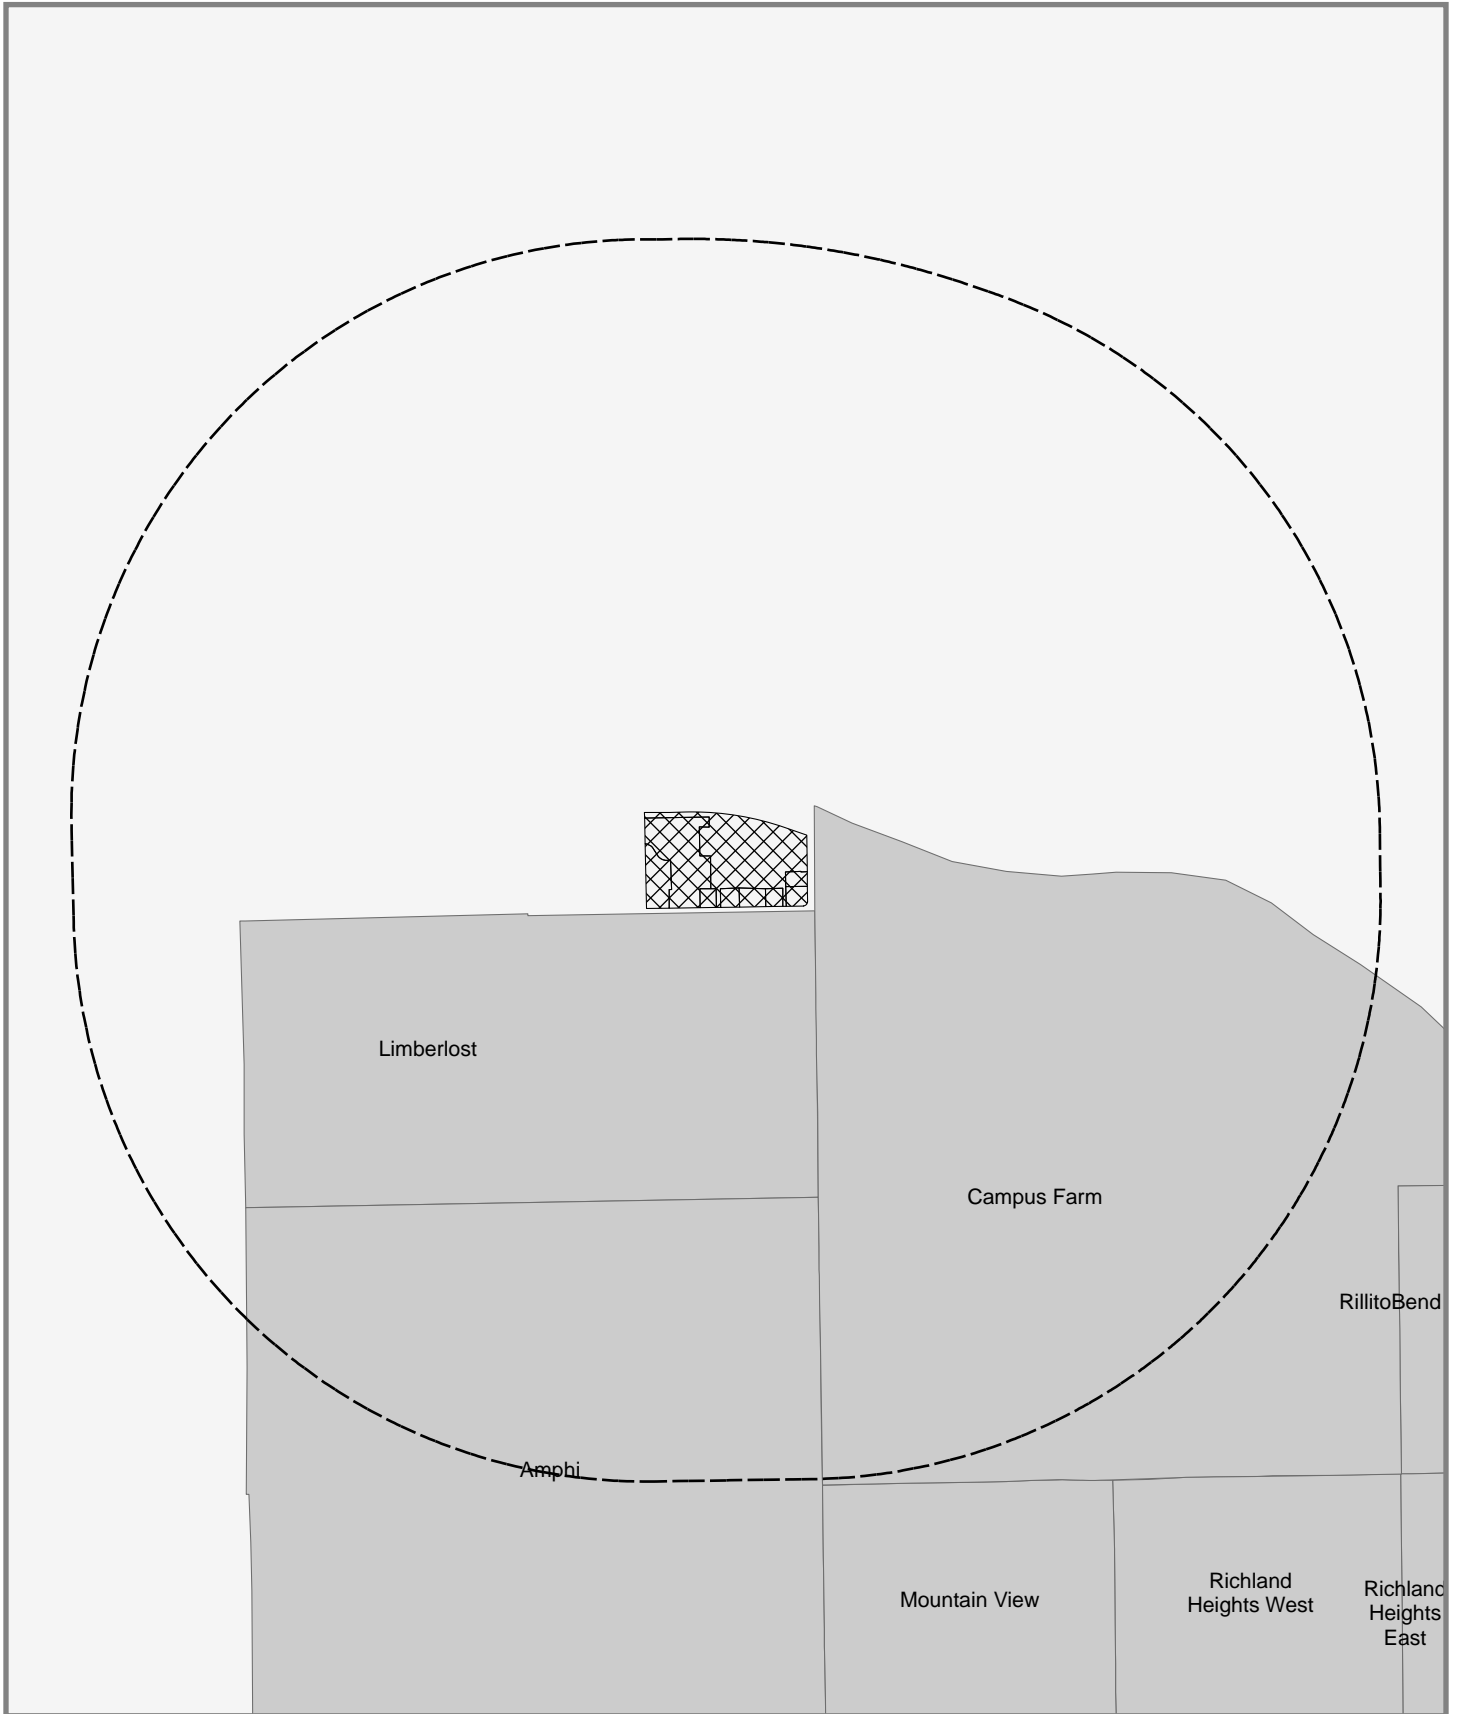 Limberlost
Campus Farm
RillitoBend
Amphi
Mountain View
Richland
Heights West
Richland
Heights
East